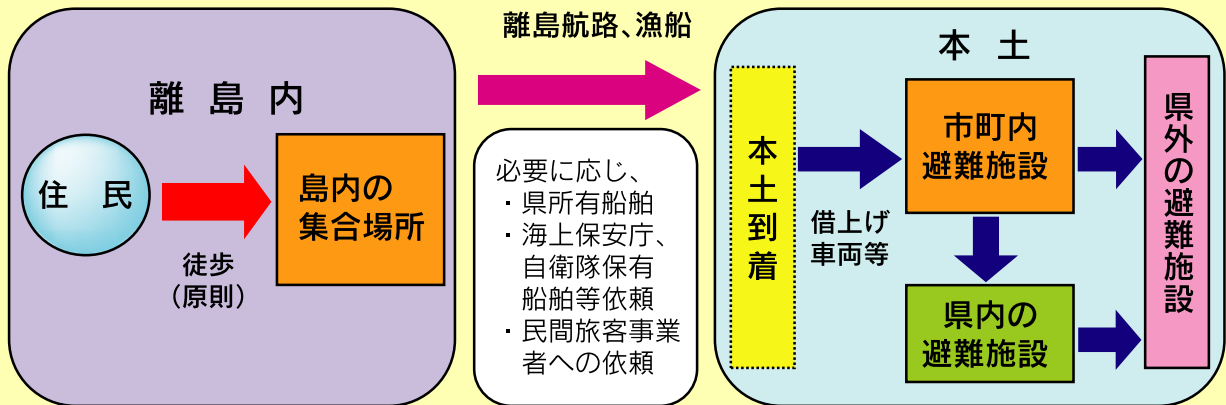 離島内
住民
徒歩
（原則）
島内の
集合場所
離島航路、漁船
必要に応じ、
・県所有船舶
・海上保安庁、
自衛隊保有
船舶等依頼
・民間旅客事業
者への依頼
本土
本土到着
借上げ
車両等
市町内
避難施設
県内の
避難施設
県外の避難施設